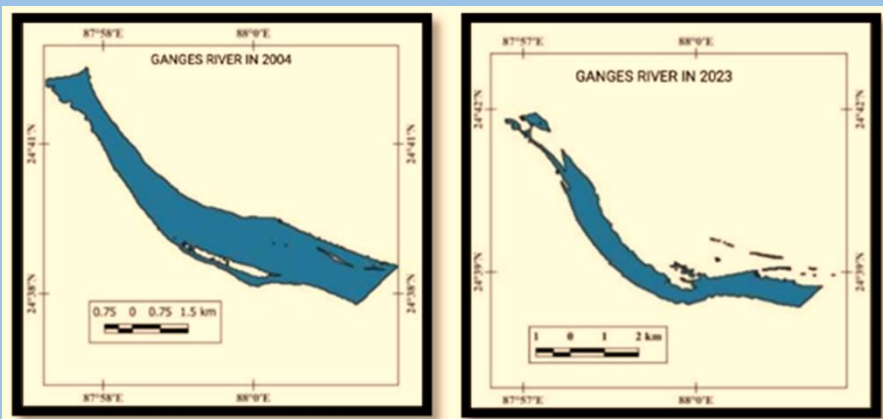 87°58'E 88°0'E
GANGES RIVER IN 2004
24°41'N 24°41'N
24°38'N 24°38'N
0.75 0 0.75 1.5 km
87°58'E 88°0'E
87°57'E 88°0'E
GANGES RIVER IN 2023
24°42'N 24°42'N
24°39'N 24°39'N
1 0 1 2 km
87°57'E 88°0'E